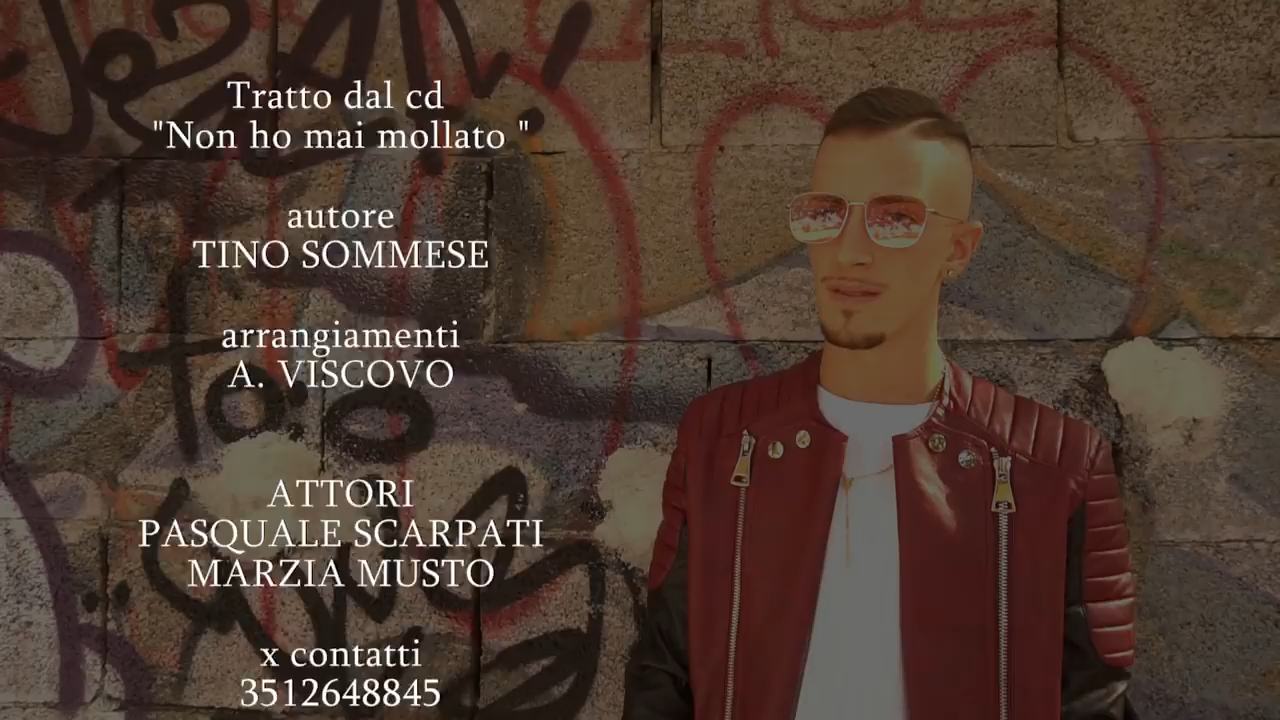 Tratto dal cd
"Non ho mai mollato "
autore
TINO SOMMESE
arrangiamenti
A. VISCOVO
ATTORI
PASQUALE SCARPATI
MARZIA MUSTO
x contatti
3512648845